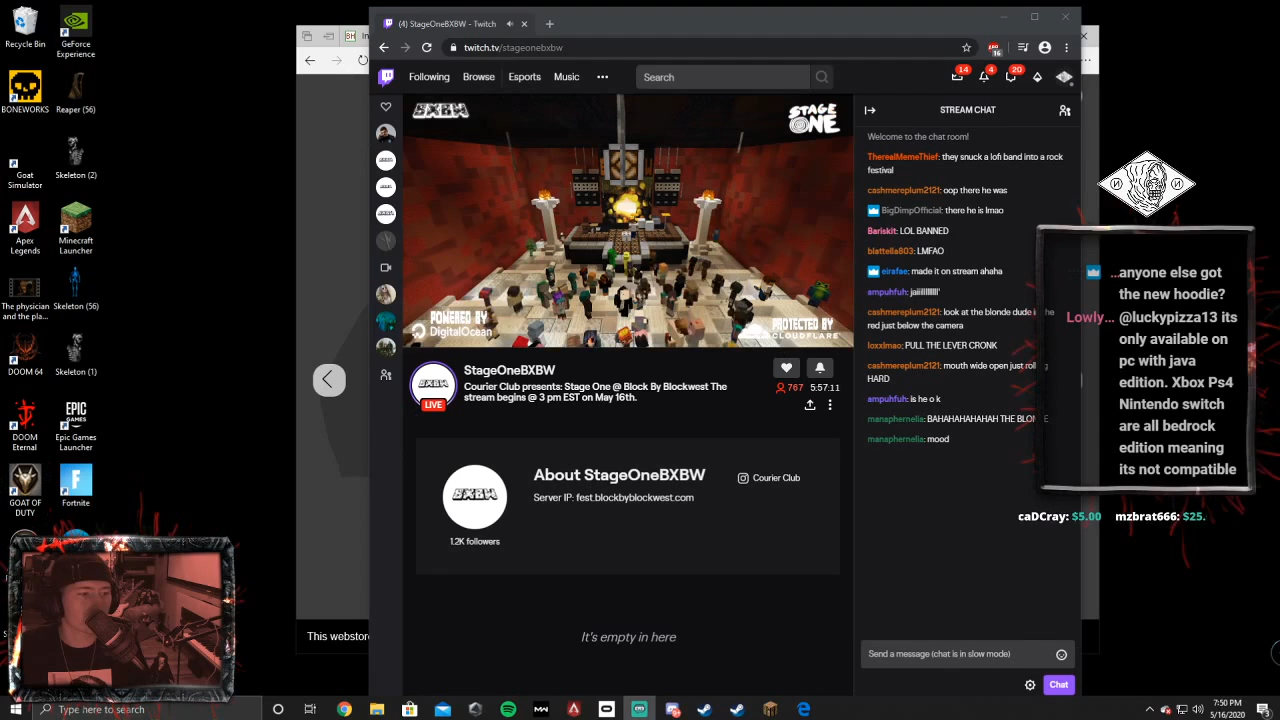 Recycle Bin
GeForce
Experience
BONEWORKS
Reaper (56)
Goat
Simulator
Skeleton (2)
Apex
Legends
Minecraft
Launcher
The physician
and the pla...
Skeleton (56)
DOOM 64
Skeleton (1)
DOOM
Eternal
Epic Games
Launcher
GOAT OF
DUTY
Fortnite
(4) StageOneBXBW - Twitch
BH
twitch.tv/stageonebxbw
16
Following
Browse
Esports
Music
Search
14
4
20
BXBW
STAGE
ONE
POWERED BY
DigitalOcean
PROTECTED BY
CLOUDFLARE
StageOneBXBW
Courier Club presents: Stage One @ Block By Blockwest The
stream begins @ 3 pm EST on May 16th.
LIVE
767
5:57:11
About StageOneBXBW
Server IP: fest.blockbyblockwest.com
Courier Club
1.2K followers
It's empty in here
This webstore
STREAM CHAT
Welcome to the chat room!
TherealMemeThief: they snuck a lofi band into a rock
festival
cashmereplum2121: oop there he was
BigDimpOfficial: there he is lmao
Bariskit: LOL BANNED
blattella803: LMFAO
eirafae: made it on stream ahaha
ampuhfuh: jaiiillllllll'
cashmereplum2121: look at the blonde dude in the
red just below the camera
loxxlmao: PULL THE LEVER CRONK
cashmereplum2121: mouth wide open just rolling
HARD
ampuhfuh: is he o k
manaphernelia: BAHAHAHAHAHAH THE BLONDE
manaphernelia: mood
Send a message (chat is in slow mode)
Chat
...anyone else got
the new hoodie?
Lowly... @luckypizza13 its
only available on
pc with java
edition. Xbox Ps4
Nintendo switch
are all bedrock
edition meaning
its not compatible
caDCray: $5.00
mzbrat666: $25.
Type here to search
7:50 PM
5/16/2020
3